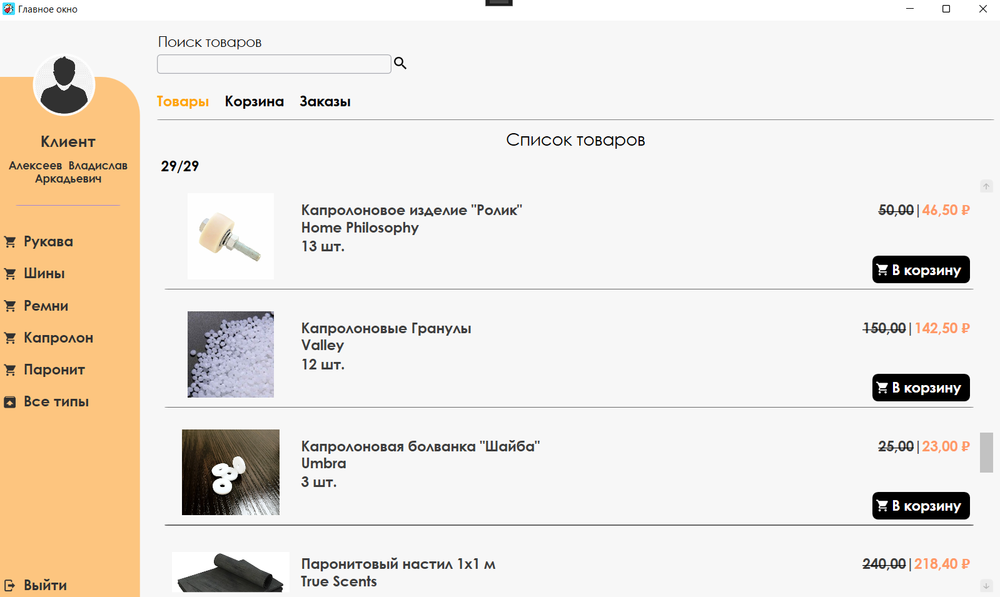 Главное окно
Поиск товаров
Товары Корзина Заказы
Клиент
Алексеев Владислав
Аркадьевич
Рукава
Шины
Ремни
Капролон
Паронит
Все типы
Выйти
Список товаров
29/29
Капролоновое изделие "Ролик"
Home Philosophy
13 шт.
50,00|46,50 ₽
В корзину
Капролоновые Гранулы
Valley
12 шт.
150,00|142,50 ₽
В корзину
Капролоновая болванка "Шайба"
Umbra
3 шт.
25,00|23,00 ₽
В корзину
Паронитовый настил 1x1 м
True Scents
240,00|218,40 ₽